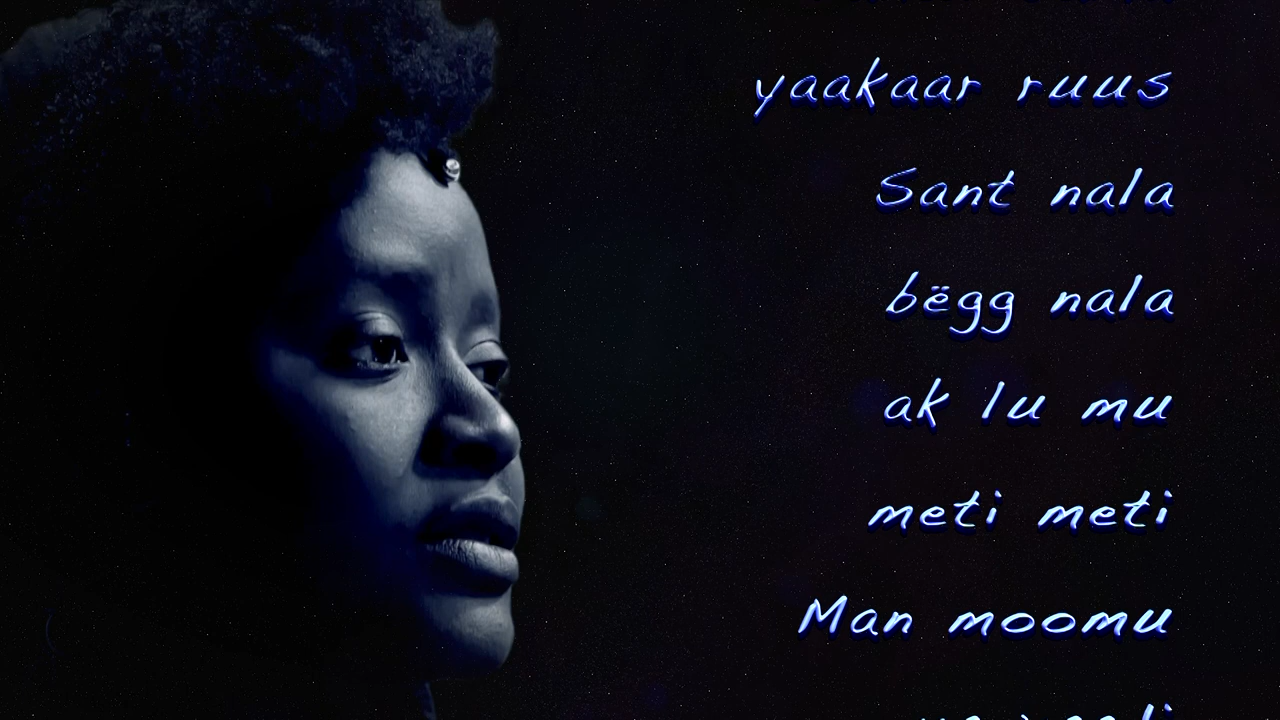 yaakaar ruus
Sant nala
bëgg nala
ak lu mu
meti meti
Man moomu